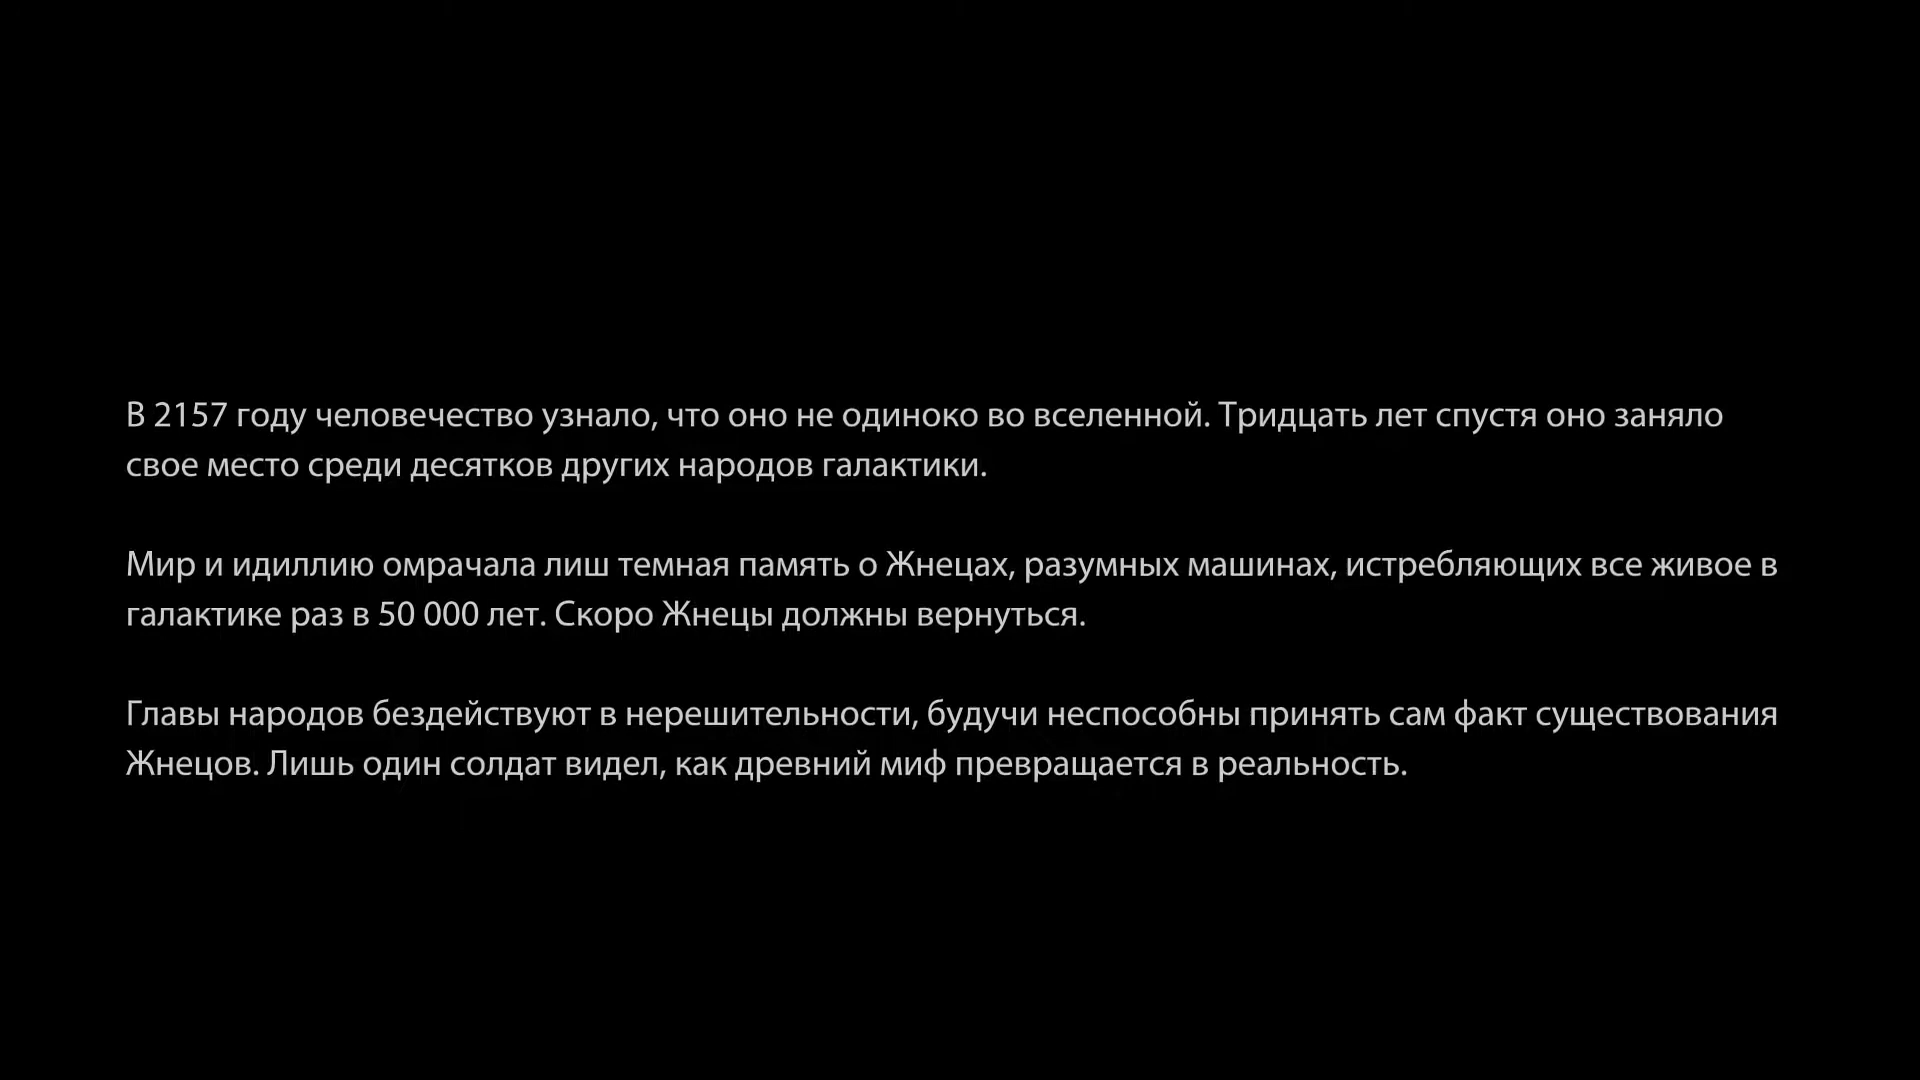 В 2157 году человечество узнало, что оно не одиноко во вселенной. Тридцать лет спустя оно заняло
свое место среди десятков других народов галактики.
Мир и идиллию омрачала лиш темная память о Жнецах, разумных машинах, истребляющих все живое в
галактике раз в 50 000 лет. Скоро Жнецы должны вернуться.
Главы народов бездействуют в нерешительности, будучи неспособны принять сам факт существования
Жнецов. Лишь один солдат видел, как древний миф превращается в реальность.